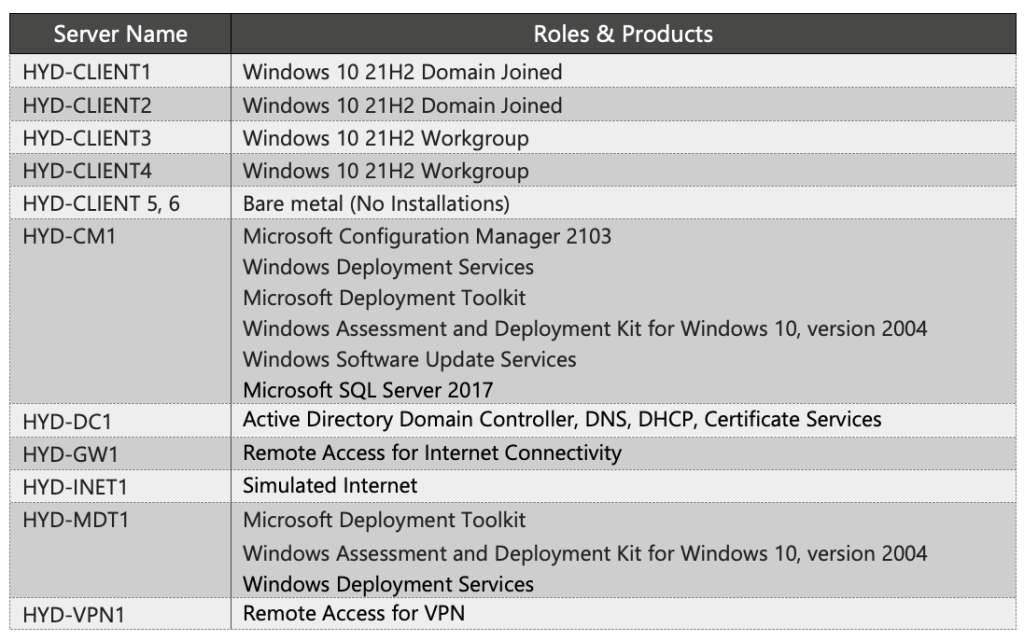 Server Name Roles & Products
HYD-CLIENT1 Windows 10 21H2 Domain Joined
HYD-CLIENT2 Windows 10 21H2 Domain Joined
HYD-CLIENT3 Windows 10 21H2 Workgroup
HYD-CLIENT4 Windows 10 21H2 Workgroup
HYD-CLIENT 5, 6 Bare metal (No Installations)
HYD-CM1 Microsoft Configuration Manager 2103
Windows Deployment Services
Microsoft Deployment Toolkit
Windows Assessment and Deployment Kit for Windows 10, version 2004
Windows Software Update Services
Microsoft SQL Server 2017
HYD-DC1 Active Directory Domain Controller, DNS, DHCP, Certificate Services
HYD-GW1 Remote Access for Internet Connectivity
HYD-INET1 Simulated Internet
HYD-MDT1 Microsoft Deployment Toolkit
Windows Assessment and Deployment Kit for Windows 10, version 2004
Windows Deployment Services
HYD-VPN1 Remote Access for VPN